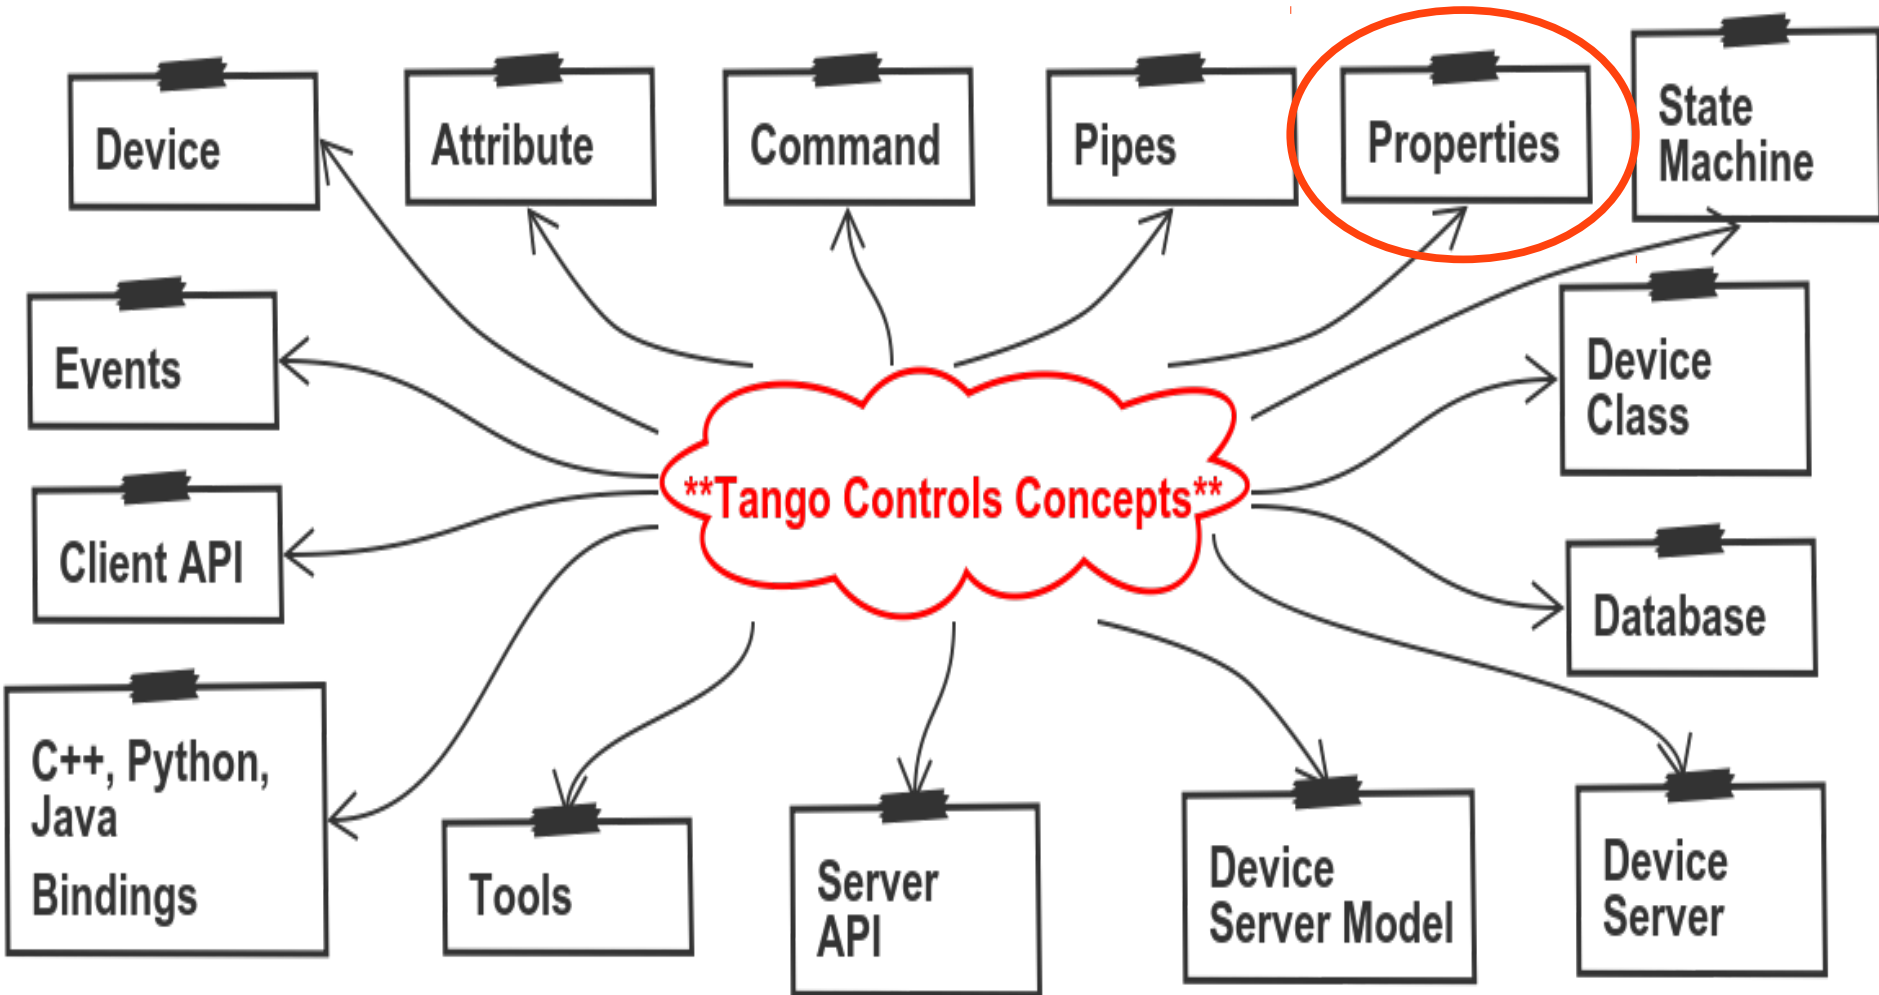 Device
Attribute
Command
Pipes
Properties
State
Machine
Events
Device
Class
**Tango Controls Concepts**
Client API
Database
C++, Python,
Java
Bindings
Tools
Server
API
Device
Server Model
Device
Server